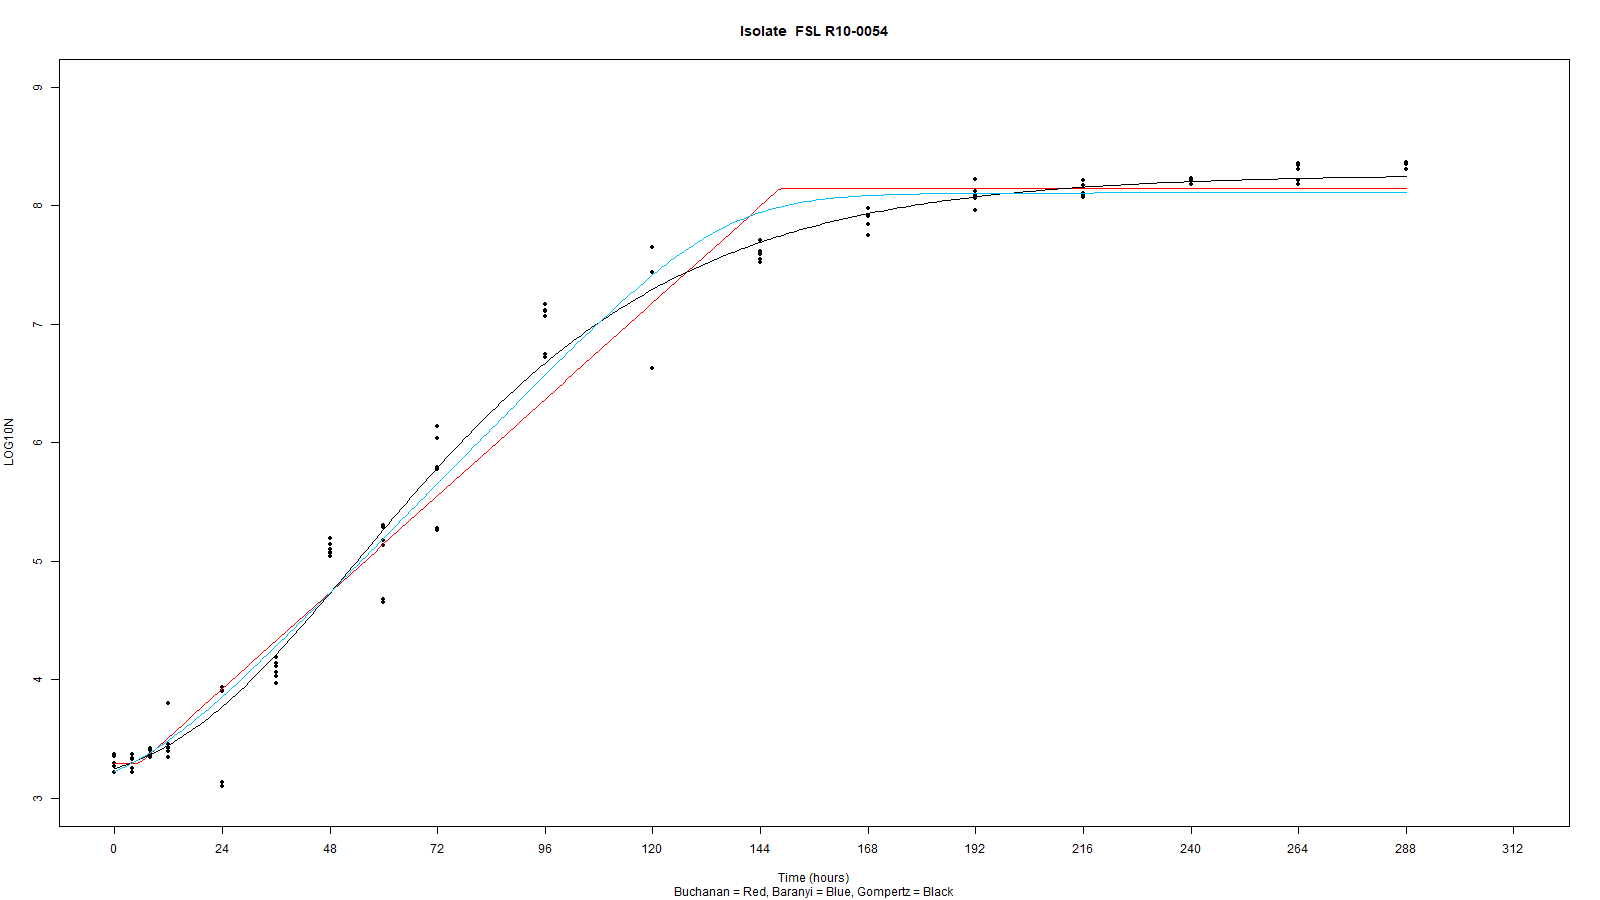 Isolate  FSL R10-0054
9
8
7
6
5
4
3
LOG10N
0 24 48 72 96 120 144 168 192 216 240 264 288 312
Time (hours)
Buchanan = Red, Baranyi = Blue, Gompertz = Black